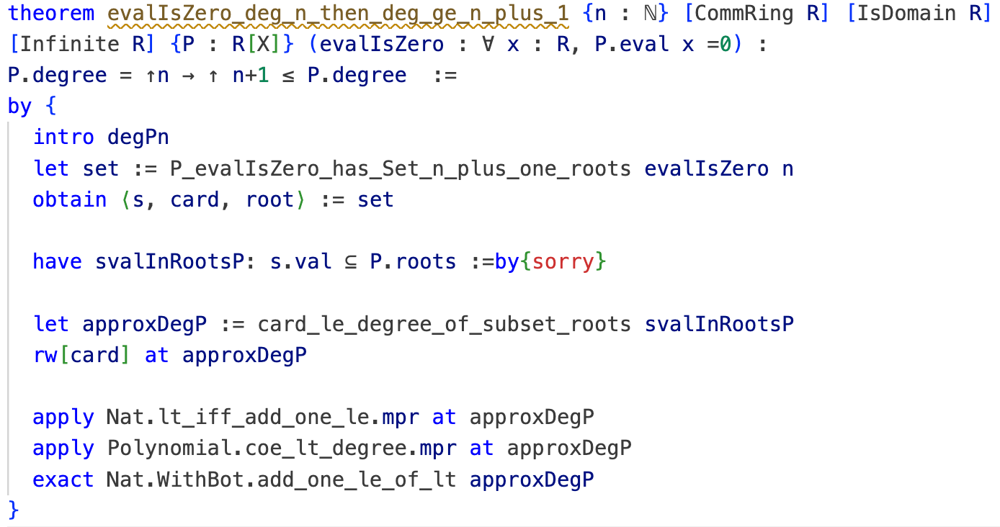 theorem evalIsZero_deg_n_then_deg_ge_n_plus_1 {n : ℕ} [CommRing R] [IsDomain R]
[Infinite R] {P : R[X]} (evalIsZero : ∀ x : R, P.eval x =0) :
P.degree = ↑n → ↑ n+1 ≤ P.degree  :=
by {
  intro degPn
  let set := P_evalIsZero_has_Set_n_plus_one_roots evalIsZero n
  obtain ⟨s, card, root⟩ := set
  have svalInRootsP: s.val ⊆ P.roots :=by{sorry}
  let approxDegP := card_le_degree_of_subset_roots svalInRootsP
  rw[card] at approxDegP
  apply Nat.lt_iff_add_one_le.mpr at approxDegP
  apply Polynomial.coe_lt_degree.mpr at approxDegP
  exact Nat.WithBot.add_one_le_of_lt approxDegP
}